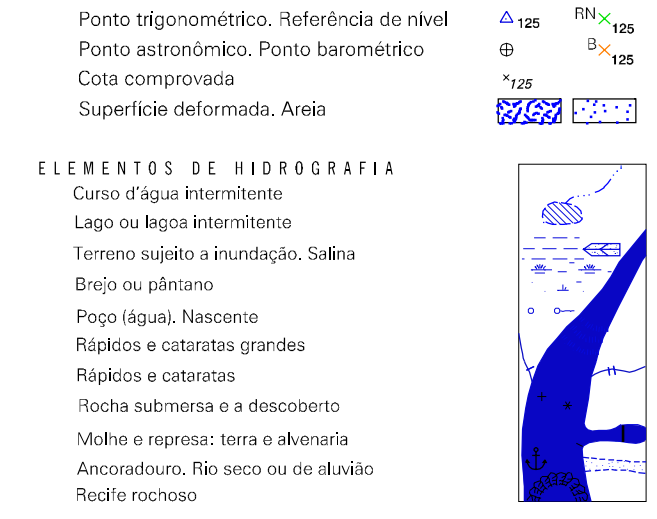 Ponto trigonométrico. Referência de nível 125 RN 125
Ponto astronômico. Ponto barométrico B 125
Cota comprovada 125
Superfície deformada. Areia
ELEMENTOS DE HIDROGRAFIA
Curso d'água intermitente
Lago ou lagoa intermitente
Terreno sujeito a inundação. Salina
Brejo ou pântano
Poço (água). Nascente
Rápidos e cataratas grandes
Rápidos e cataratas
Rocha submersa e a descoberto
Molhe e represa: terra e alvenaria
Ancoradouro. Rio seco ou de aluvião
Recife rochoso